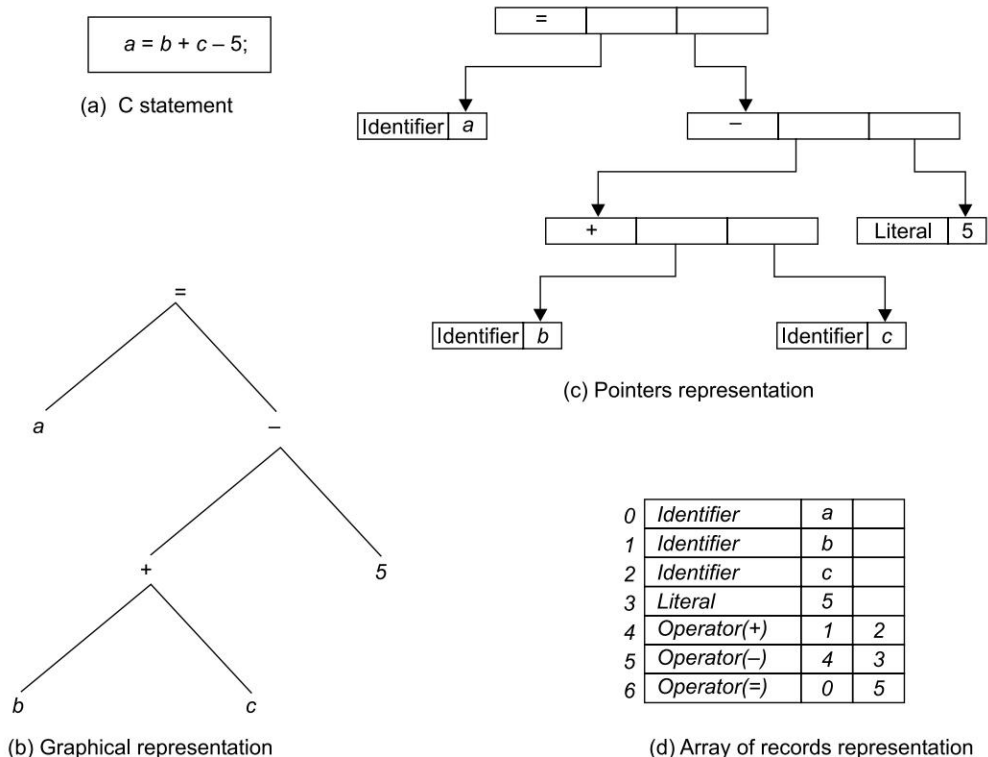 a = b + c – 5;
(a) C statement
=
Identifier a
–
+
Literal 5
Identifier b
Identifier c
(c) Pointers representation
=
a
–
+
5
b
c
(b) Graphical representation
0 Identifier a
1 Identifier b
2 Identifier c
3 Literal 5
4 Operator(+) 1 2
5 Operator(–) 4 3
6 Operator(=) 0 5
(d) Array of records representation